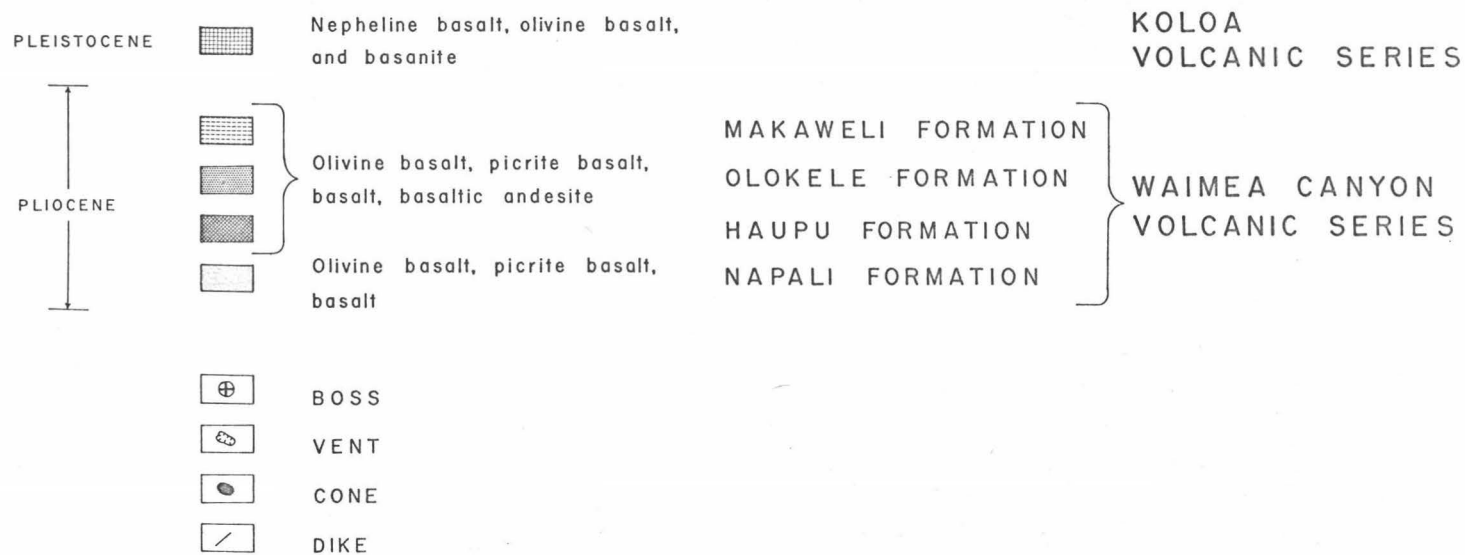 PLEISTOCENE
Nepheline basalt, olivine basalt,
and basanite
KOLOA
VOLCANIC SERIES
PLIOCENE
Olivine basalt, picrite basalt,
basalt, basaltic andesite
Olivine basalt, picrite basalt,
basalt
MAKAWELI FORMATION
OLOKELE FORMATION
HAUPU FORMATION
NAPALI FORMATION
WAIMEA CANYON
VOLCANIC SERIES
BOSS
VENT
CONE
DIKE